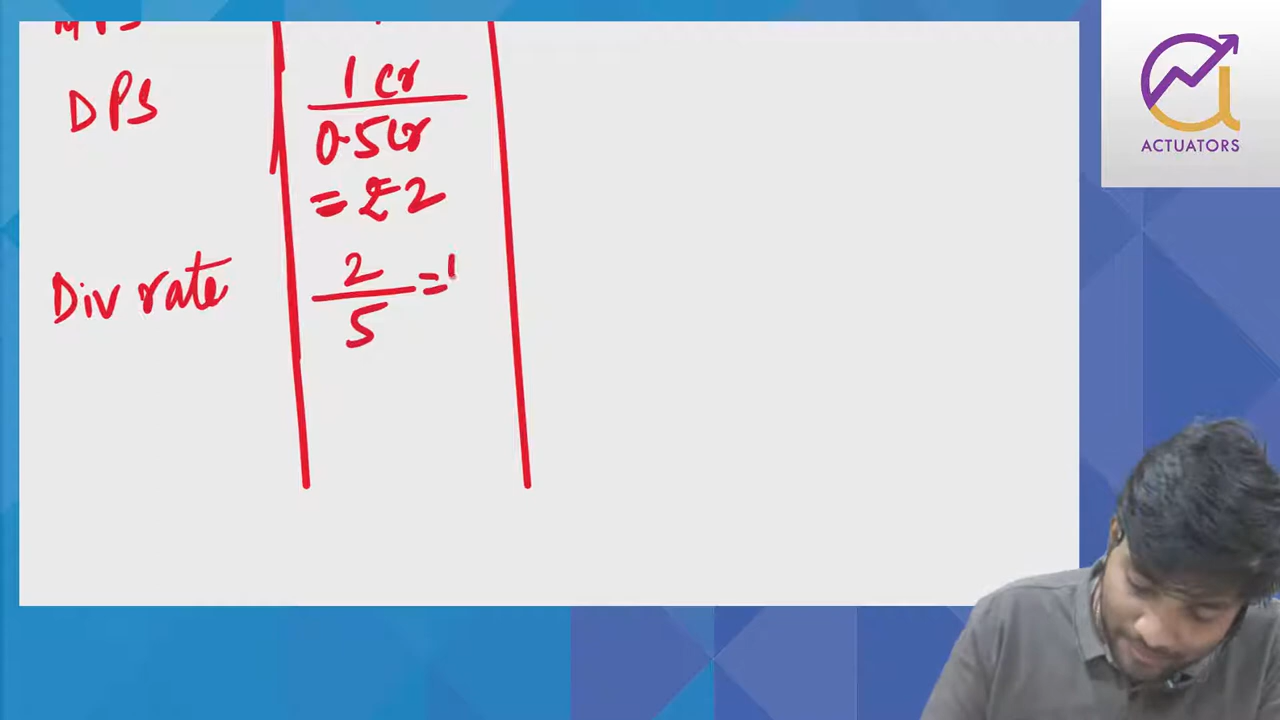 DPS
1 cr
0.5 Cr
= ₹2
Div rate
2
5
=
ACTUATORS